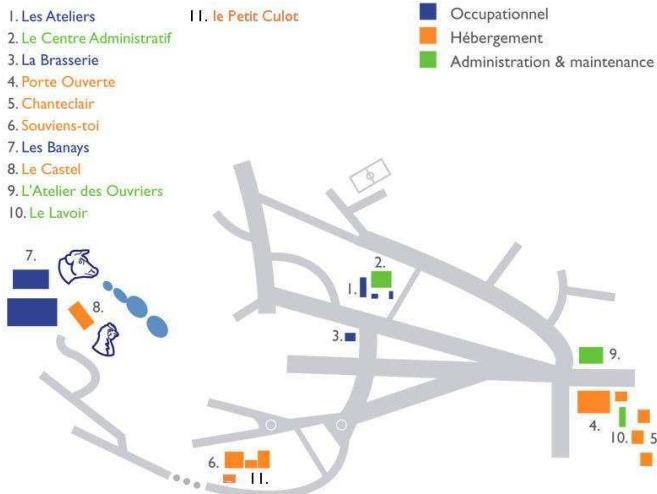 1. Les Ateliers
2. Le Centre Administratif
3. La Brasserie
4. Porte Ouverte
5. Chanteclair
6. Souviens-toi
7. Les Banays
8. Le Castel
9. L'Atelier des Ouvriers
10. Le Lavoir
11. le Petit Culot
Occupationnel
Hébergement
Administration & maintenance
7.
8.
2.
1.
3.
9.
4.
10.
5
6.
11.